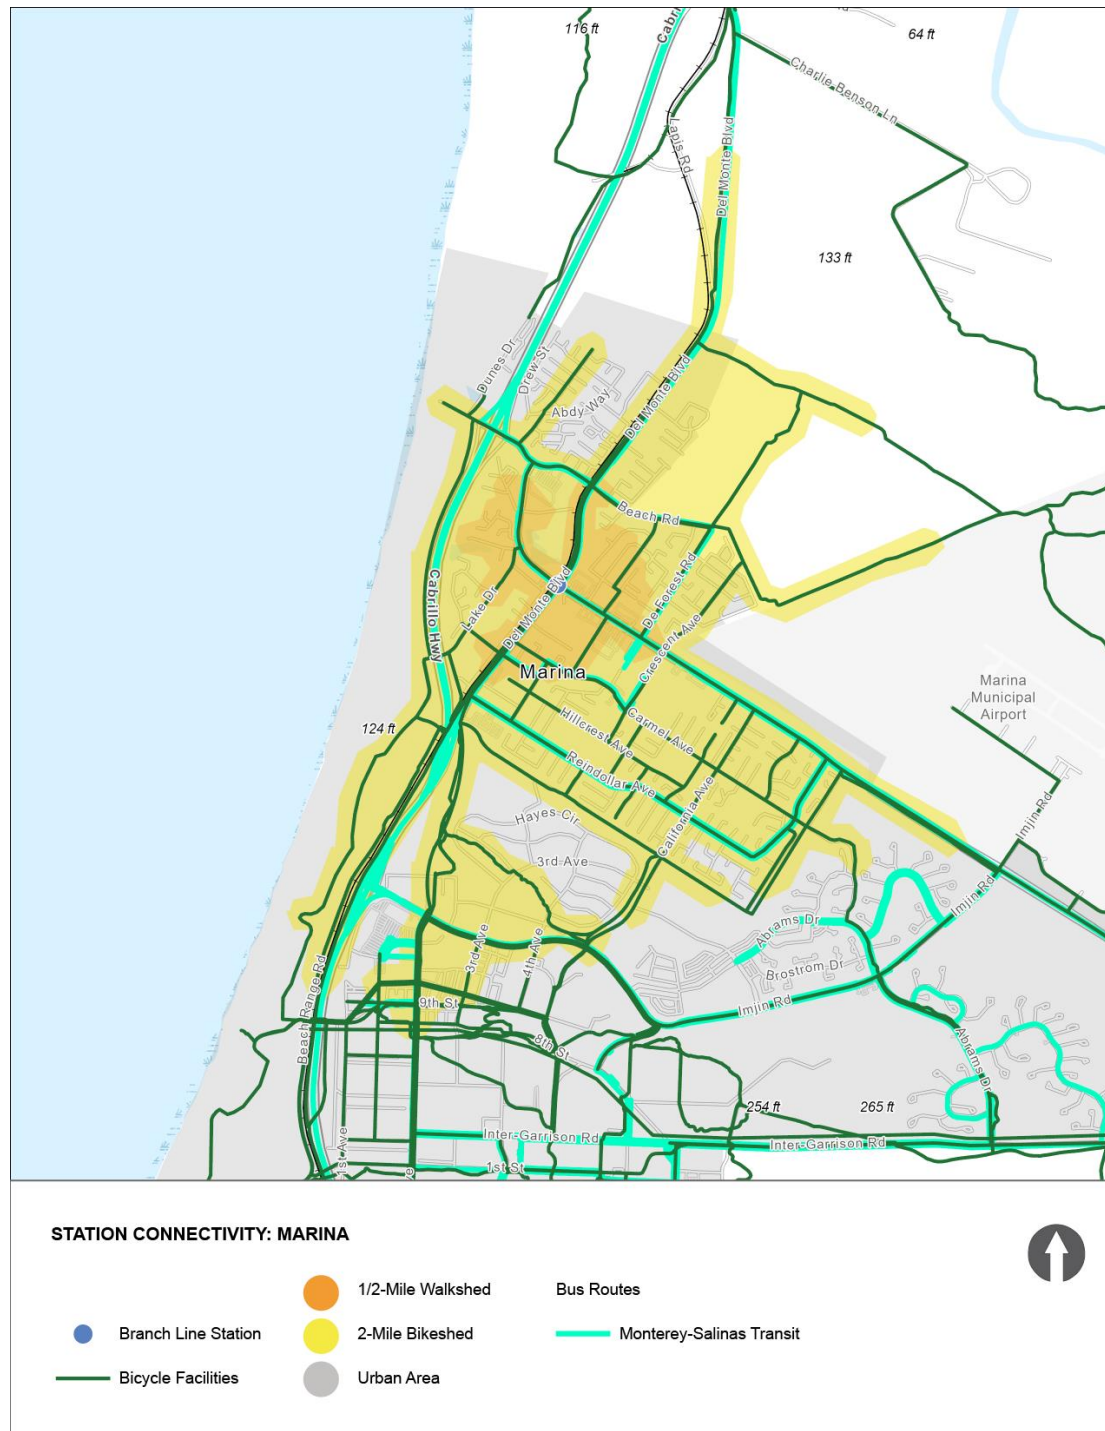 116 ft
Cabri
64 ft
Charlie Benson Ln
Lapis Rd
Del Monte Blvd
133 ft
Dunes Dr
Drew St
Abdy Way
Del Monte Blvd
Beach Rd
Cabrillo Hwy
Lake Dr
Del Monte Blvd
De Forest Rd
Crescent Ave
Marina
Marina
Municipal
Airport
124 ft
Hillcrest Ave
Carmel Ave
Reindollar Ave
California Ave
Hayes Cir
3rd Ave
Imjin Rd
Imjin Rd
Abrams Dr
Brostrom Dr
3rd Ave
4th Ave
Beach Range Rd
9th St
Imjin Rd
8th St
Abrams Dr
254 ft
265 ft
Inter-Garrison Rd
Inter-Garrison Rd
1st Ave
1st St
STATION CONNECTIVITY: MARINA
1/2-Mile Walkshed
Bus Routes
Branch Line Station
2-Mile Bikeshed
Monterey-Salinas Transit
Bicycle Facilities
Urban Area